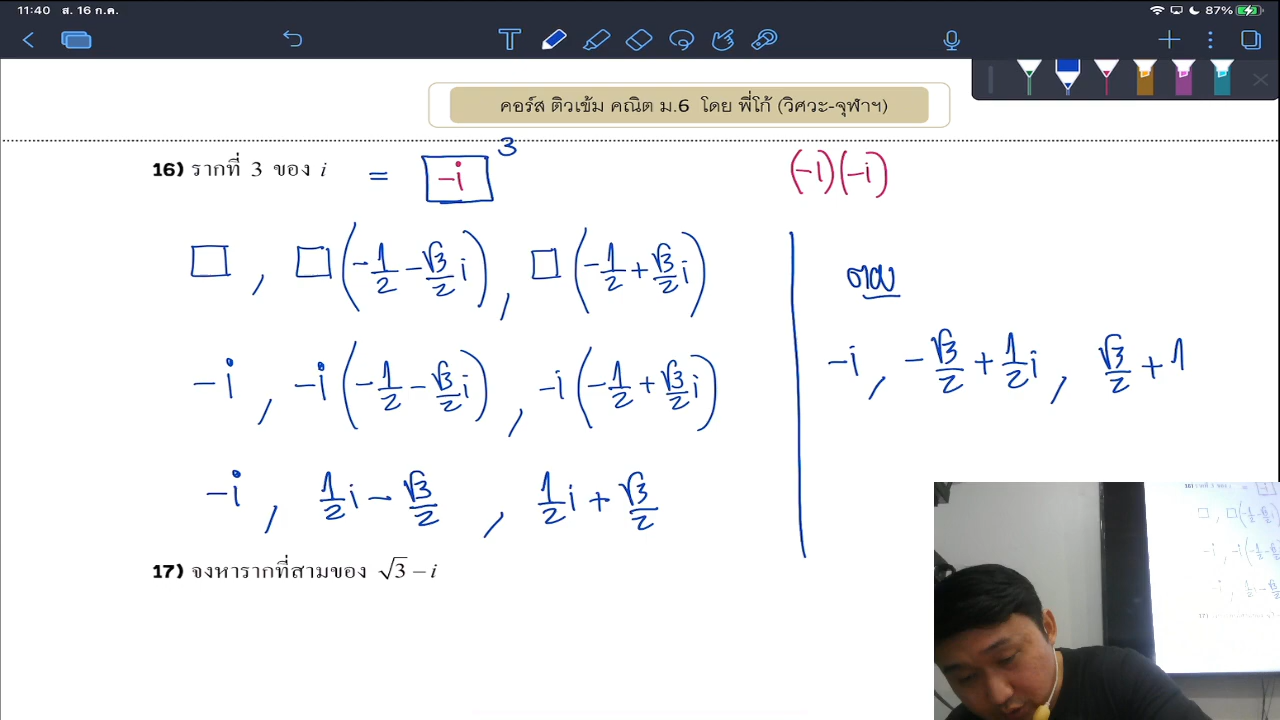 11:40 ส. 16 ก.ค. 87%
คอร์ส ติวเข้ม คณิต ม.6 โดย พี่โก้ (วิศวะ-จุฬาฯ)
16) รากที่ 3 ของ i = -i 3
(-i)(-i)
□ , □(-1/2 - √3/2 i) , □(-1/2 + √3/2 i)
-i , -i(-1/2 - √3/2 i) , -i(-1/2 + √3/2 i)
-i , 1/2 i - √3/2 , 1/2 i + √3/2
ตอบ
-i , -√3/2 + 1/2 i , √3/2 + 1
17) จงหารากที่สามของ √3 - i